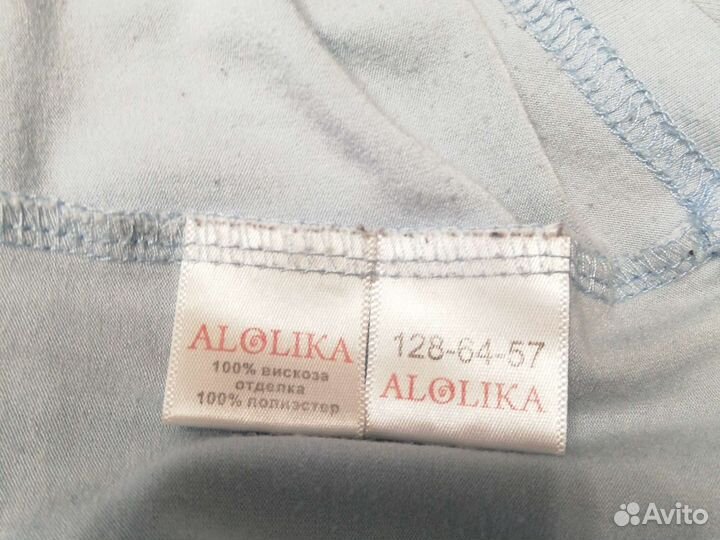 ALOLIKA
100% вискоза
отделка
100% полиэстер
128-64-57
ALOLIKA
Avito